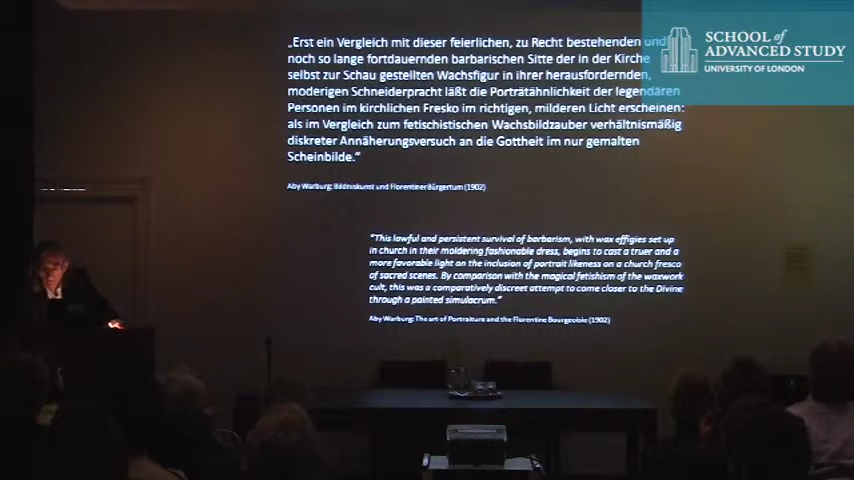 „Erst ein Vergleich mit dieser feierlichen, zu Recht bestehenden und
noch so lange fortdauernden barbarischen Sitte der in der Kirche
selbst zur Schau gestellten Wachsfigur in ihrer herausfordernden,
moderigen Schneiderpracht läßt die Porträtähnlichkeit der legendären
Personen im kirchlichen Fresko im richtigen, milderen Licht erscheinen:
als im Vergleich zum fetischistischen Wachsbildzauber verhältnismäßig
diskreter Annäherungsversuch an die Gottheit im nur gemalten
Scheinbilde.“
Aby Warburg: Bildniskunst und Florentiner Bürgertum (1902)
"This lawful and persistent survival of barbarism, with wax effigies set up
in church in their moldering fashionable dress, begins to cast a truer and a
more favorable light on the inclusion of portrait likeness on a church fresco
of sacred scenes. By comparison with the magical fetishism of the waxwork
cult, this was a comparatively discreet attempt to come closer to the Divine
through a painted simulacrum."
Aby Warburg: The art of Portraiture and the Florentine Bourgeoisie (1902)
SCHOOL of
ADVANCED STUDY
UNIVERSITY OF LONDON